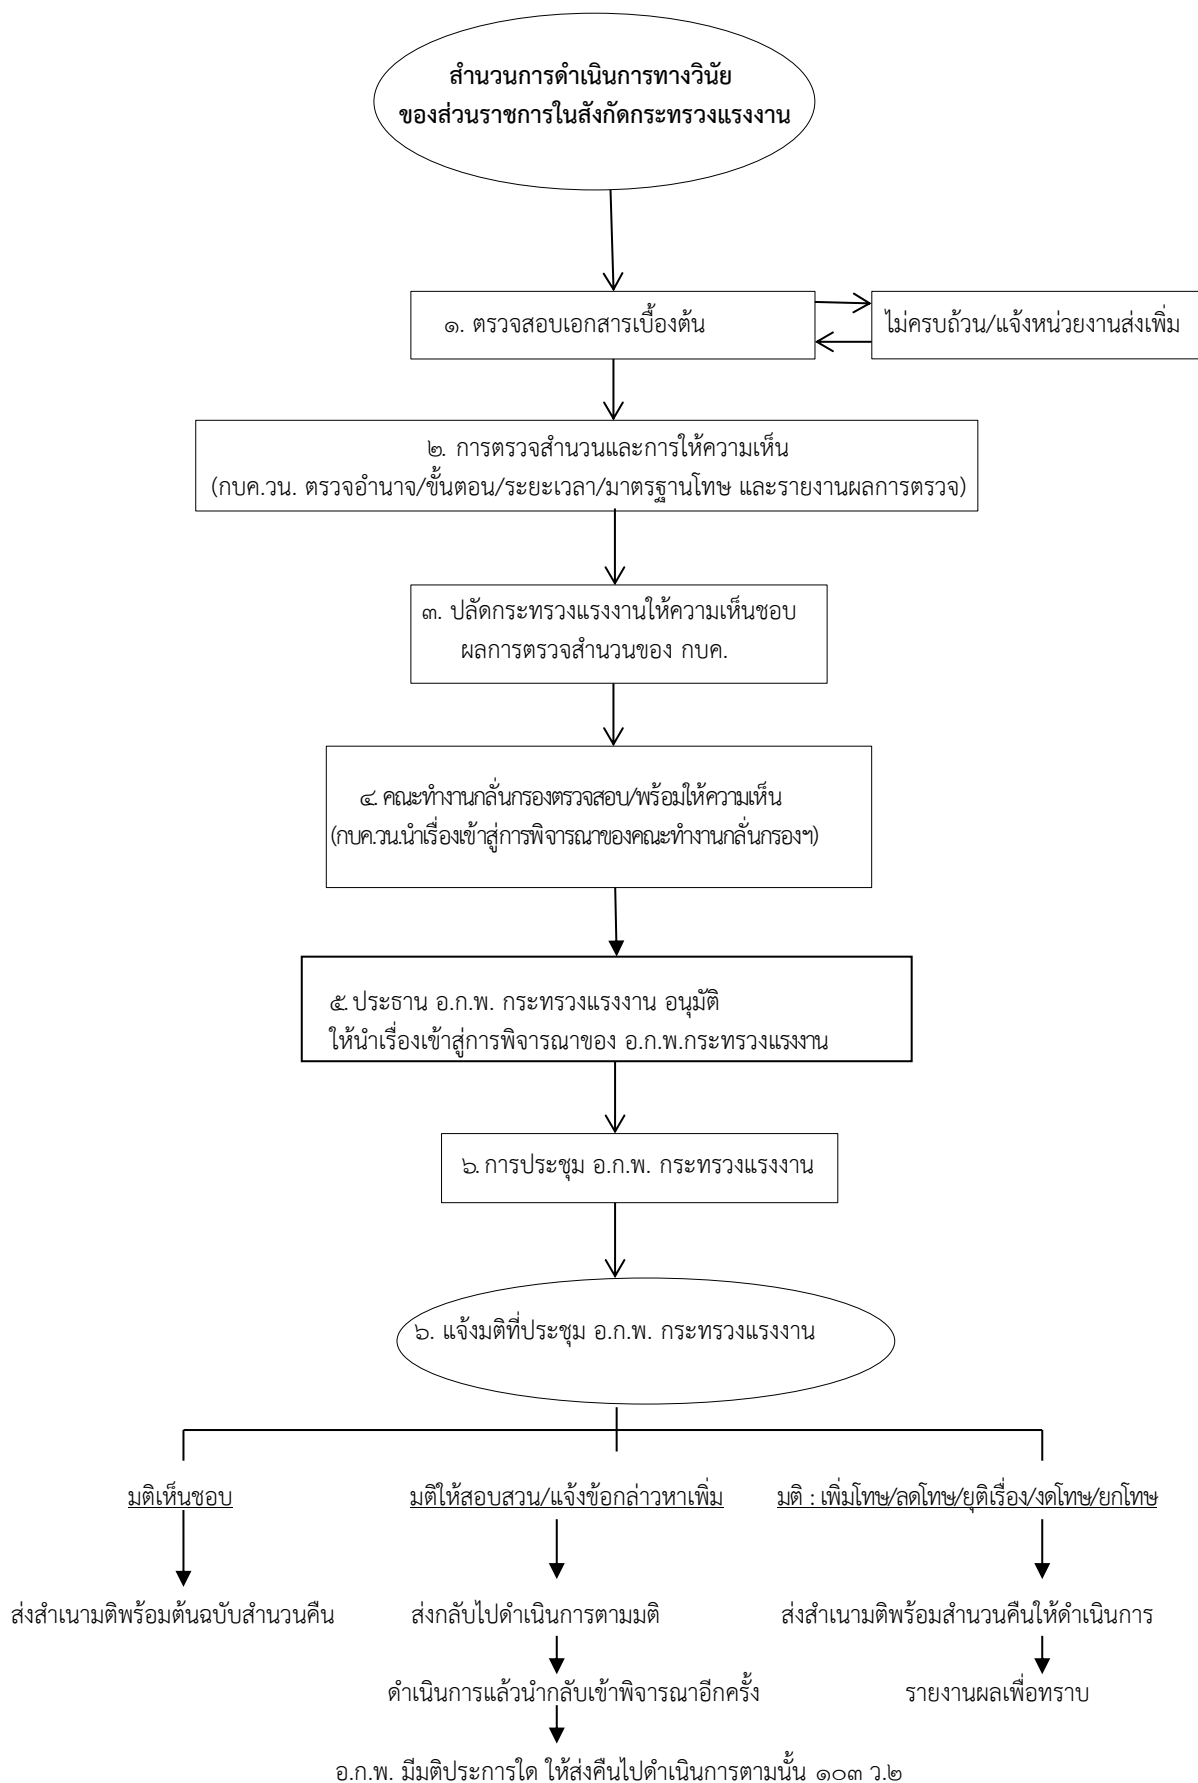 สำนวนการดำเนินการทางวินัย
ของส่วนราชการในสังกัดกระทรวงแรงงาน
๑. ตรวจสอบเอกสารเบื้องต้น
ไม่ครบถ้วน/แจ้งหน่วยงานส่งเพิ่ม
๒. การตรวจสำนวนและการให้ความเห็น
(กบค.วน. ตรวจอำนาจ/ขั้นตอน/ระยะเวลา/มาตรฐานโทษ และรายงานผลการตรวจ)
๓. ปลัดกระทรวงแรงงานให้ความเห็นชอบ
ผลการตรวจสำนวนของ กบค.
๔. คณะทำงานกลั่นกรองตรวจสอบ/พร้อมให้ความเห็น
(กบค.วน.นำเรื่องเข้าสู่การพิจารณาของคณะทำงานกลั่นกรองฯ)
๕. ประธาน อ.ก.พ. กระทรวงแรงงาน อนุมัติ
ให้นำเรื่องเข้าสู่การพิจารณาของ อ.ก.พ.กระทรวงแรงงาน
๖. การประชุม อ.ก.พ. กระทรวงแรงงาน
๖. แจ้งมติที่ประชุม อ.ก.พ. กระทรวงแรงงาน
มติเห็นชอบ
มติให้สอบสวน/แจ้งข้อกล่าวหาเพิ่ม
มติ : เพิ่มโทษ/ลดโทษ/ยุติเรื่อง/งดโทษ/ยกโทษ
ส่งสำเนามติพร้อมต้นฉบับสำนวนคืน
ส่งกลับไปดำเนินการตามมติ
ส่งสำเนามติพร้อมสำนวนคืนให้ดำเนินการ
ดำเนินการแล้วนำกลับเข้าพิจารณาอีกครั้ง
รายงานผลเพื่อทราบ
อ.ก.พ. มีมติประการใด ให้ส่งคืนไปดำเนินการตามนั้น ๑๐๓ ว.๒